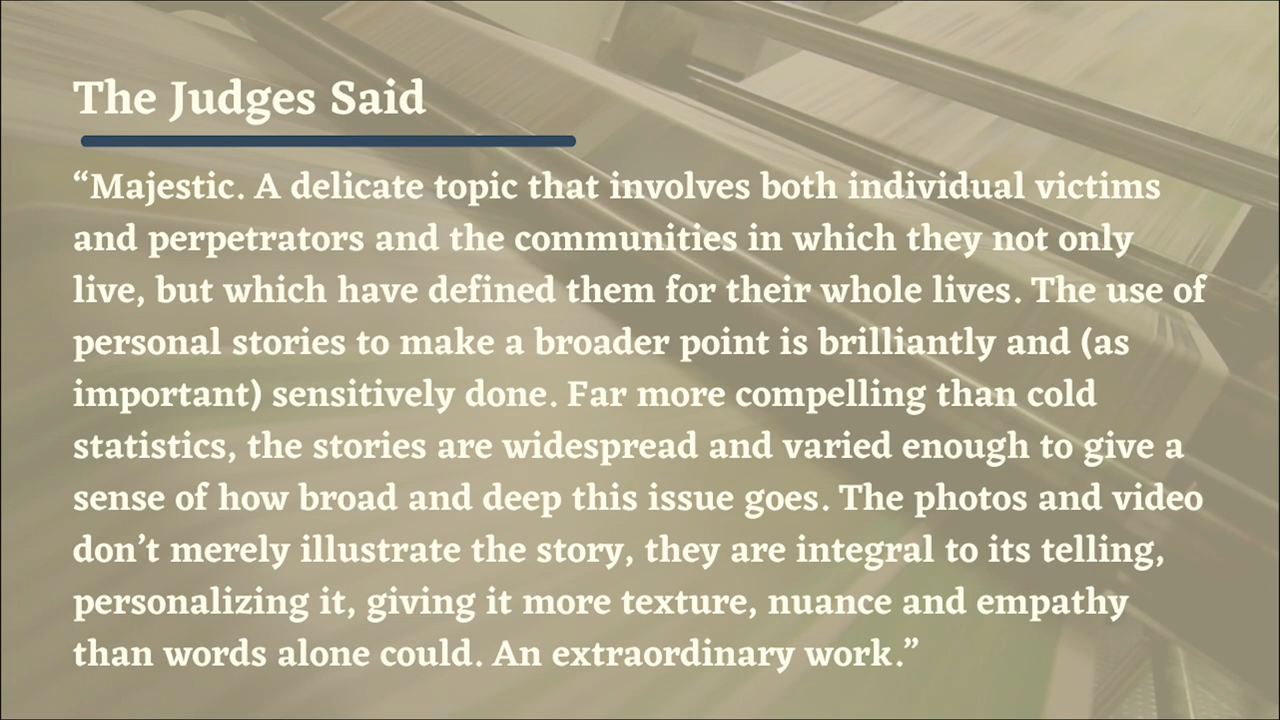 The Judges Said
“Majestic. A delicate topic that involves both individual victims
and perpetrators and the communities in which they not only
live, but which have defined them for their whole lives. The use of
personal stories to make a broader point is brilliantly and (as
important) sensitively done. Far more compelling than cold
statistics, the stories are widespread and varied enough to give a
sense of how broad and deep this issue goes. The photos and video
don’t merely illustrate the story, they are integral to its telling,
personalizing it, giving it more texture, nuance and empathy
than words alone could. An extraordinary work.”